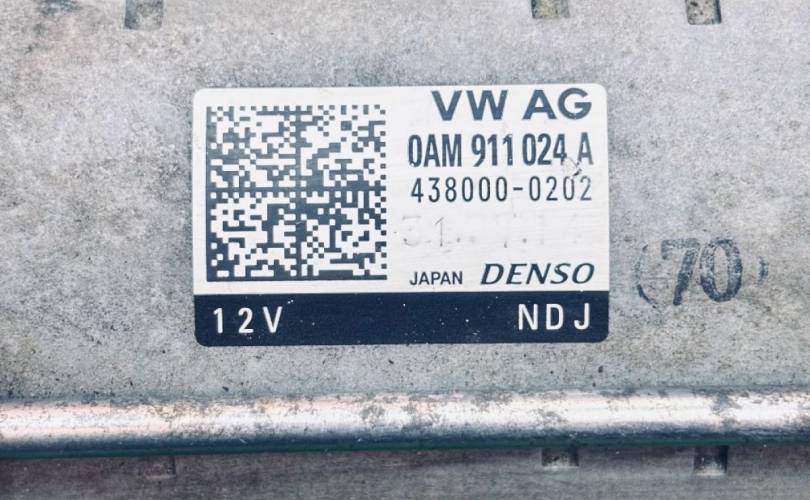 VW AG
0AM 911 024 A
438000-0202
JAPAN DENSO
12V NDJ
(70)